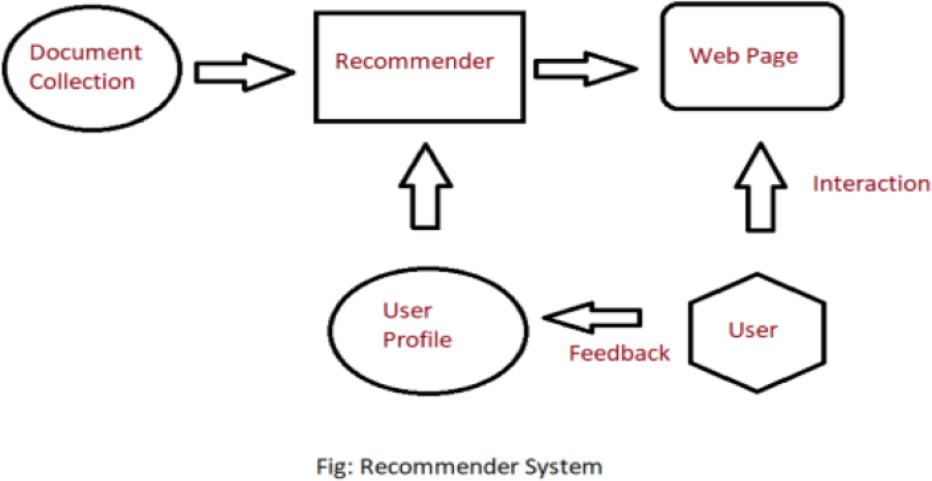 Document
Collection
Recommender
Web Page
Interaction
User
Profile
Feedback
User
Fig: Recommender System